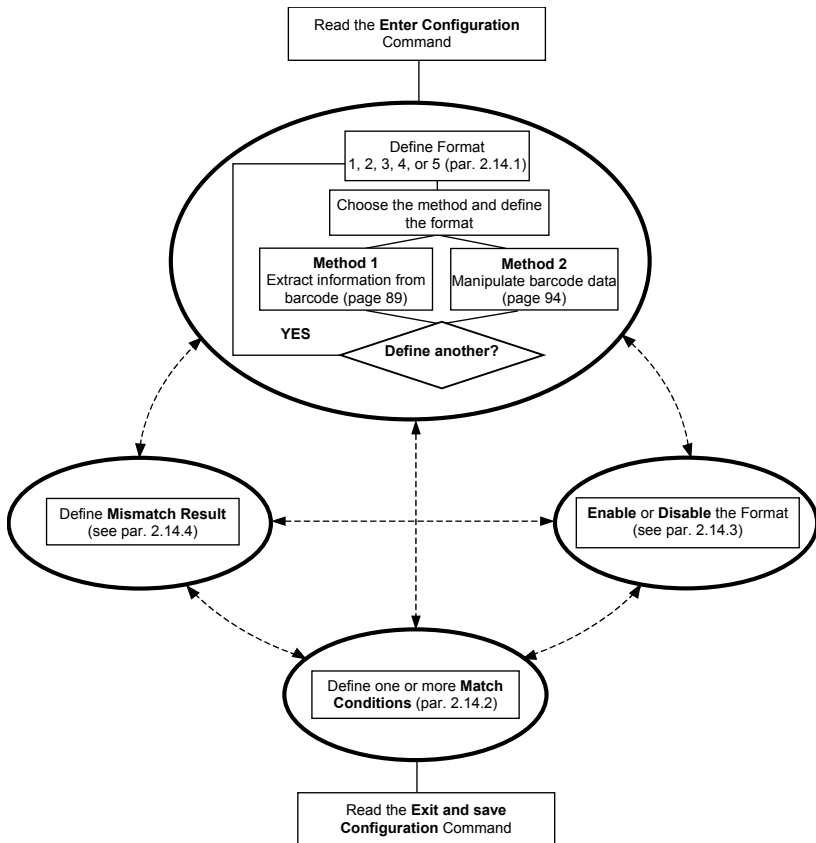 Read the Enter Configuration
Command
Define Format
1, 2, 3, 4, or 5 (par. 2.14.1)
Choose the method and define
the format
Method 1
Extract information from
barcode (page 89)
Method 2
Manipulate barcode data
(page 94)
YES
Define another?
Define Mismatch Result
(see par. 2.14.4)
Enable or Disable the Format
(see par. 2.14.3)
Define one or more Match
Conditions (par. 2.14.2)
Read the Exit and save
Configuration Command